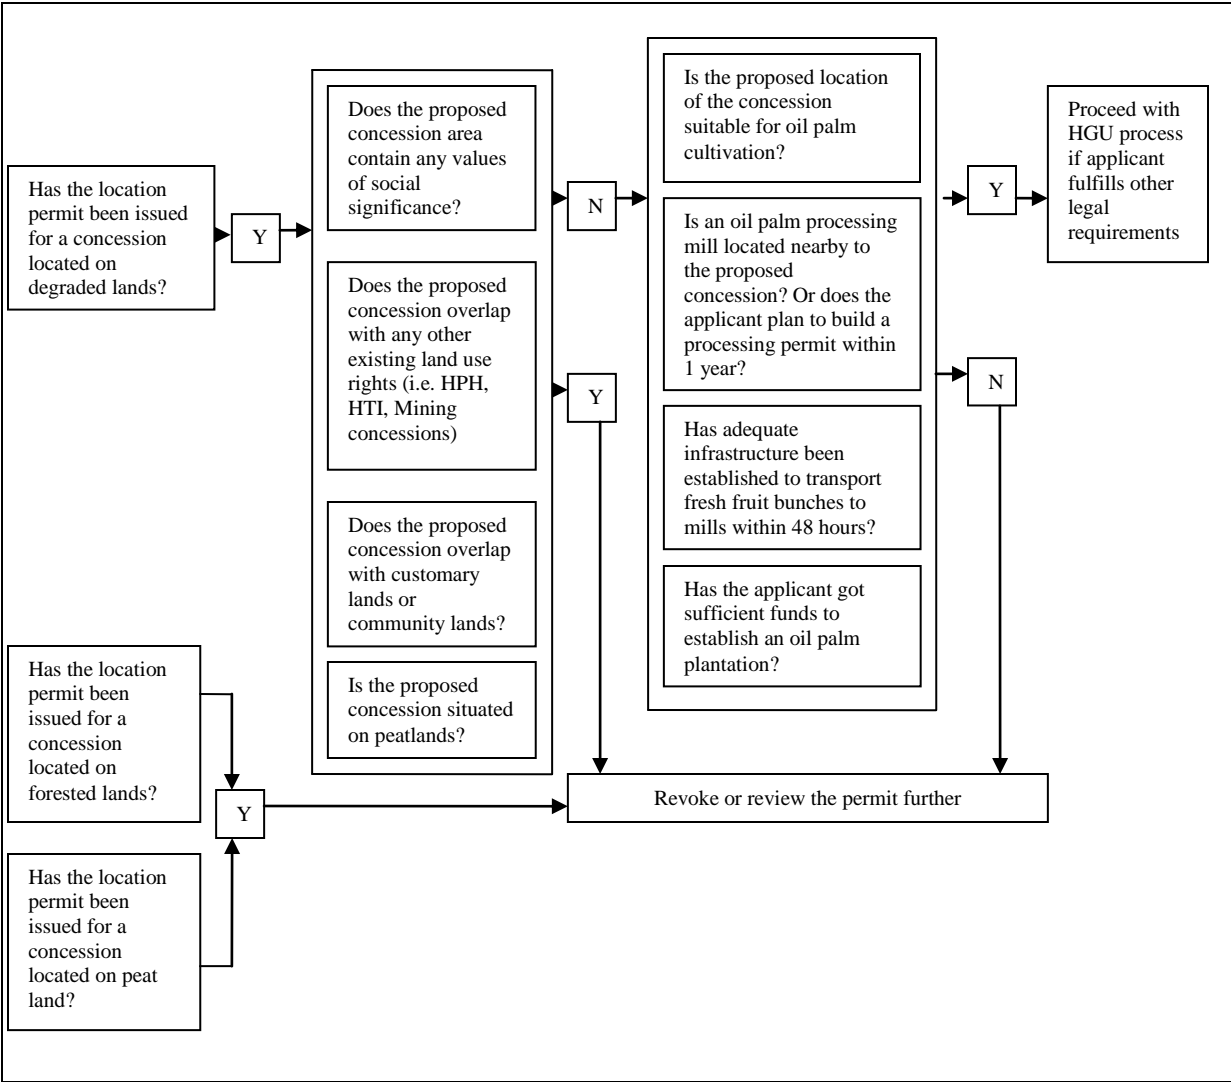 Has the location
permit been issued
for a concession
located on
degraded lands?
Y
Does the proposed
concession area
contain any values
of social
significance?
Does the proposed
concession overlap
with any other
existing land use
rights (i.e. HPH,
HTI, Mining
concessions)
Does the proposed
concession overlap
with customary
lands or
community lands?
Is the proposed
concession situated
on peatlands?
N
Y
Is the proposed location
of the concession
suitable for oil palm
cultivation?
Is an oil palm processing
mill located nearby to
the proposed
concession? Or does the
applicant plan to build a
processing permit within
1 year?
Has adequate
infrastructure been
established to transport
fresh fruit bunches to
mills within 48 hours?
Has the applicant got
sufficient funds to
establish an oil palm
plantation?
Y
N
Proceed with
HGU process
if applicant
fulfills other
legal
requirements
Has the location
permit been
issued for a
concession
located on
forested lands?
Y
Revoke or review the permit further
Has the location
permit been
issued for a
concession
located on peat
land?